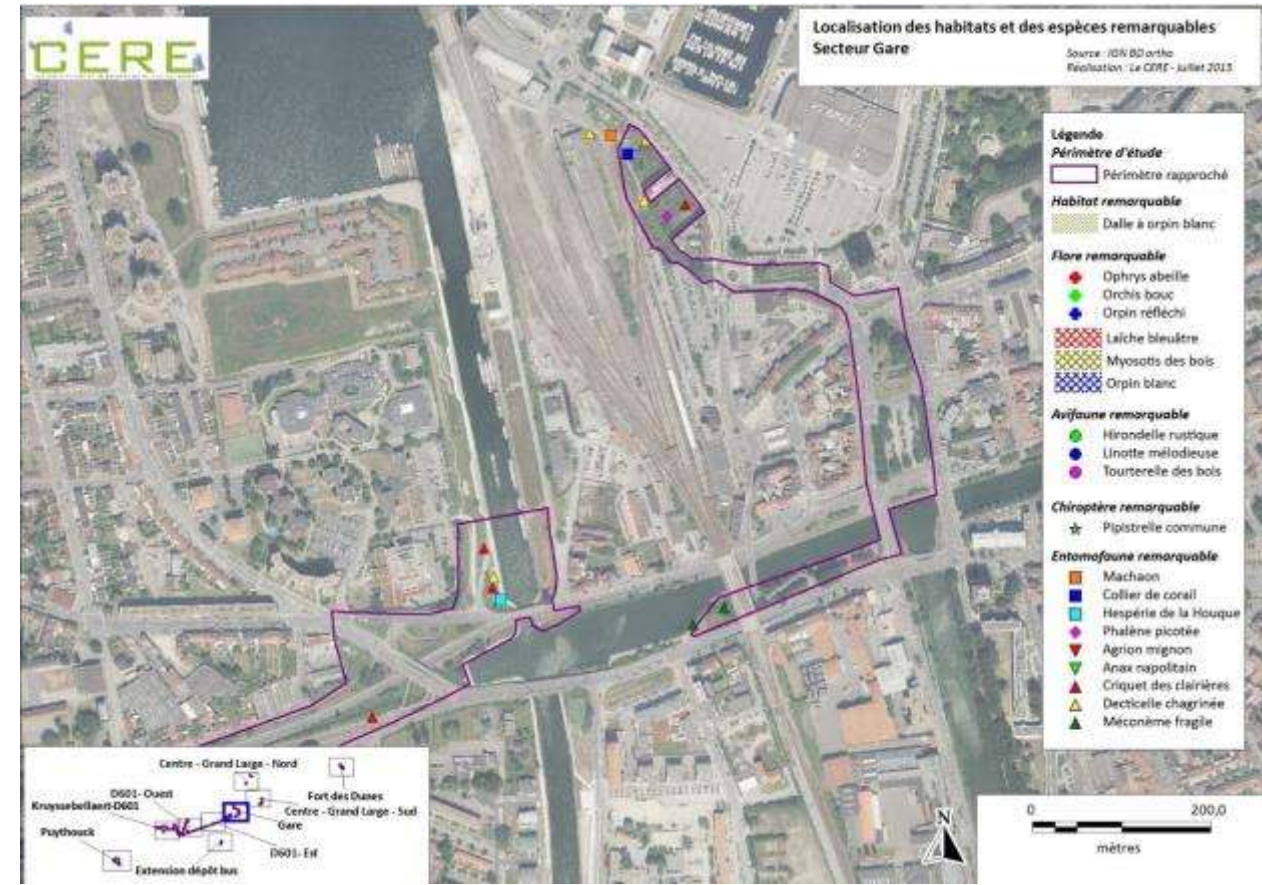 CERE
Localisation des habitats et des espèces remarquables
Secteur Gare
Source : IGN BD ortho
Réalisation : Le CERE - Juillet 2015
Légende
Périmètre d'étude
Périmètre rapproché
Habitat remarquable
Dalle à orpin blanc
Flore remarquable
Ophrys abeille
Orchis bouc
Orpin réfléchi
Laîche bleuâtre
Myosotis des bois
Orpin blanc
Avifaune remarquable
Hirondelle rustique
Linotte mélodieuse
Tourterelle des bois
Chiroptère remarquable
Pipistrelle commune
Entomofaune remarquable
Machaon
Collier de corail
Hespérie de la Houque
Phalène picotée
Agrion mignon
Anax napolitain
Criquet des clairières
Decticelle chagrinée
Méconème fragile
Centre - Grand Large - Nord
D601- Ouest
Fort des Dunes
Kruyssebellaert-D601
Centre - Grand Large - Sud
Gare
Puythouck
D601- Est
Extension dépôt bus
N
0 200,0
mètres